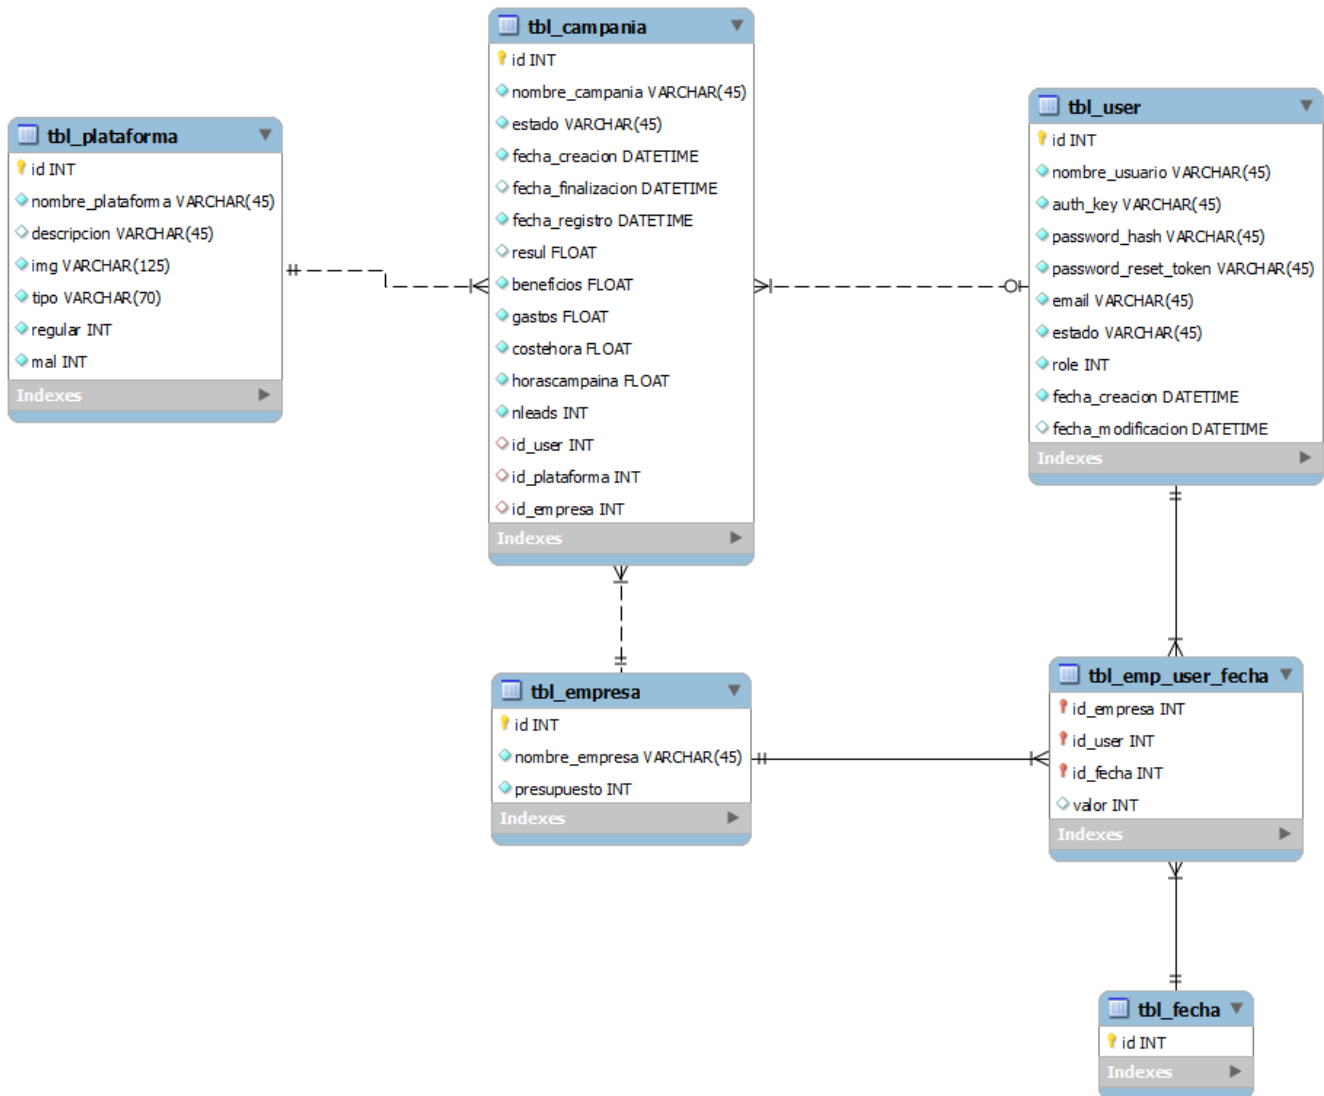 tbl_campania
id INT
nombre_campania VARCHAR(45)
estado VARCHAR(45)
fecha_creacion DATETIME
fecha_finalizacion DATETIME
fecha_registro DATETIME
resul FLOAT
beneficios FLOAT
gastos FLOAT
costehora FLOAT
horascampaina FLOAT
nleads INT
id_user INT
id_plataforma INT
id_empresa INT
Indexes
tbl_plataforma
id INT
nombre_plataforma VARCHAR(45)
descripcion VARCHAR(45)
img VARCHAR(125)
tipo VARCHAR(70)
regular INT
mal INT
Indexes
tbl_user
id INT
nombre_usuario VARCHAR(45)
auth_key VARCHAR(45)
password_hash VARCHAR(45)
password_reset_token VARCHAR(45)
email VARCHAR(45)
estado VARCHAR(45)
role INT
fecha_creacion DATETIME
fecha_modificacion DATETIME
Indexes
tbl_empresa
id INT
nombre_empresa VARCHAR(45)
presupuesto INT
Indexes
tbl_emp_user_fecha
id_empresa INT
id_user INT
id_fecha INT
valor INT
Indexes
tbl_fecha
id INT
Indexes